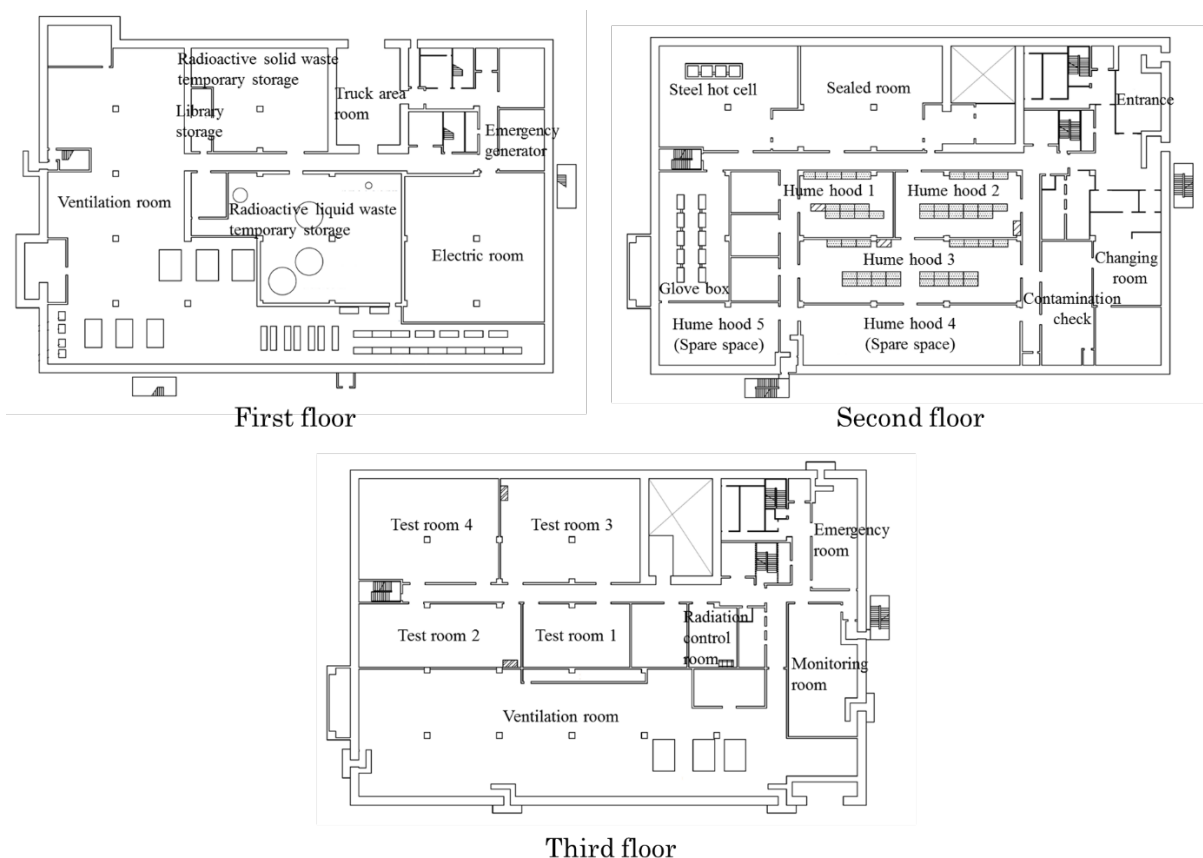 Radioactive solid waste
temporary storage
Library
storage
Truck area
room
Emergency
generator
Ventilation room
Radioactive liquid waste
temporary storage
Electric room
First floor
Steel hot cell
Sealed room
Entrance
Hume hood 1
Hume hood 2
Hume hood 3
Glove box
Changing
room
Contamination
check
Hume hood 5
(Spare space)
Hume hood 4
(Spare space)
Second floor
Test room 4
Test room 3
Emergency
room
Test room 2
Test room 1
Radiation
control
room
Monitoring
room
Ventilation room
Third floor